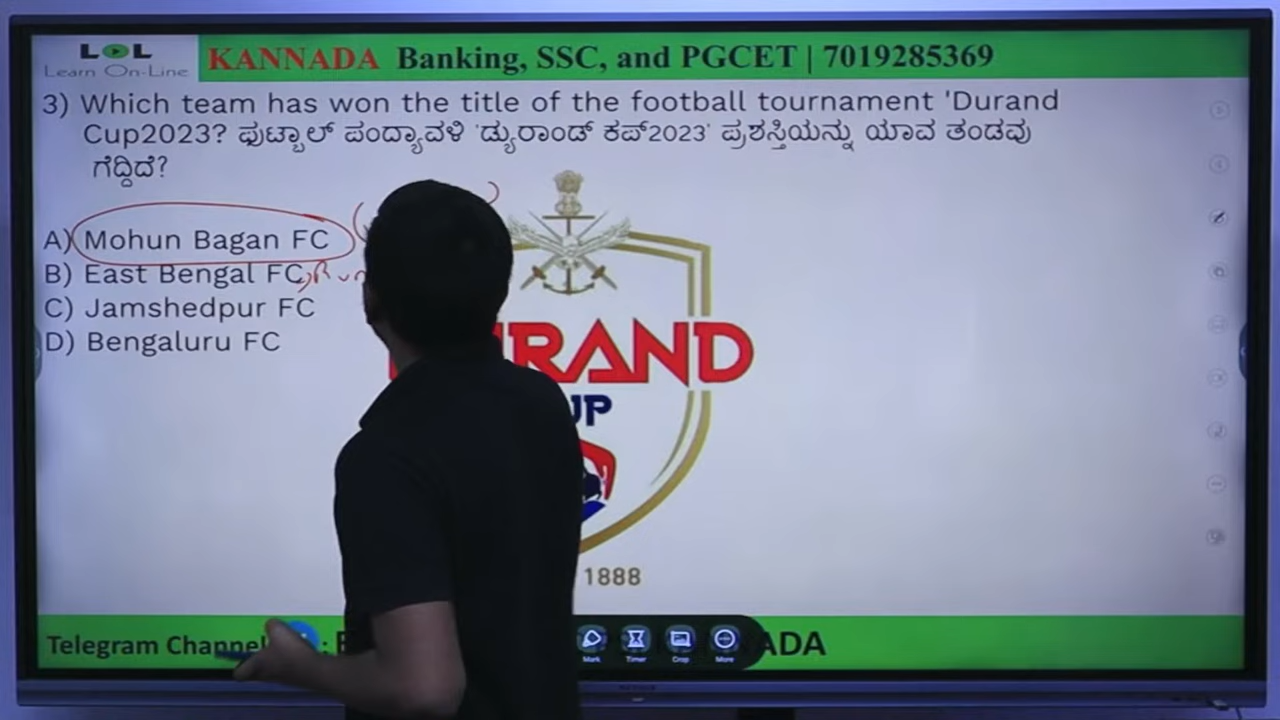 LOL
Learn On-Line
KANNADA Banking, SSC, and PGCET | 7019285369
3) Which team has won the title of the football tournament 'Durand
Cup2023? ಫುಟ್ಬಾಲ್ ಪಂದ್ಯಾವಳಿ 'ಡ್ಯುರಾಂಡ್ ಕಪ್2023' ಪ್ರಶಸ್ತಿಯನ್ನು ಯಾವ ತಂಡವು
ಗೆದ್ದಿದೆ?
A) Mohun Bagan FC
B) East Bengal FC
C) Jamshedpur FC
D) Bengaluru FC
RAND
UP
1888
Telegram Channel : NADA
Mark Timer Crop More